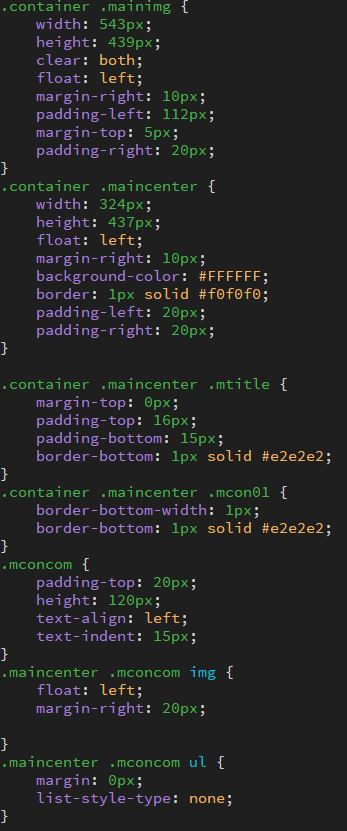 .container .mainimg {
    width: 543px;
    height: 439px;
    clear: both;
    float: left;
    margin-right: 10px;
    padding-left: 112px;
    margin-top: 5px;
    padding-right: 20px;
}
.container .maincenter {
    width: 324px;
    height: 437px;
    float: left;
    margin-right: 10px;
    background-color: #FFFFFF;
    border: 1px solid #f0f0f0;
    padding-left: 20px;
    padding-right: 20px;
}

.container .maincenter .mtitle {
    margin-top: 0px;
    padding-top: 16px;
    padding-bottom: 15px;
    border-bottom: 1px solid #e2e2e2;
}
.container .maincenter .mcon01 {
    border-bottom-width: 1px;
    border-bottom: 1px solid #e2e2e2;
}
.mconcom {
    padding-top: 20px;
    height: 120px;
    text-align: left;
    text-indent: 15px;
}
.maincenter .mconcom img {
    float: left;
    margin-right: 20px;

}
.maincenter .mconcom ul {
    margin: 0px;
    list-style-type: none;
}